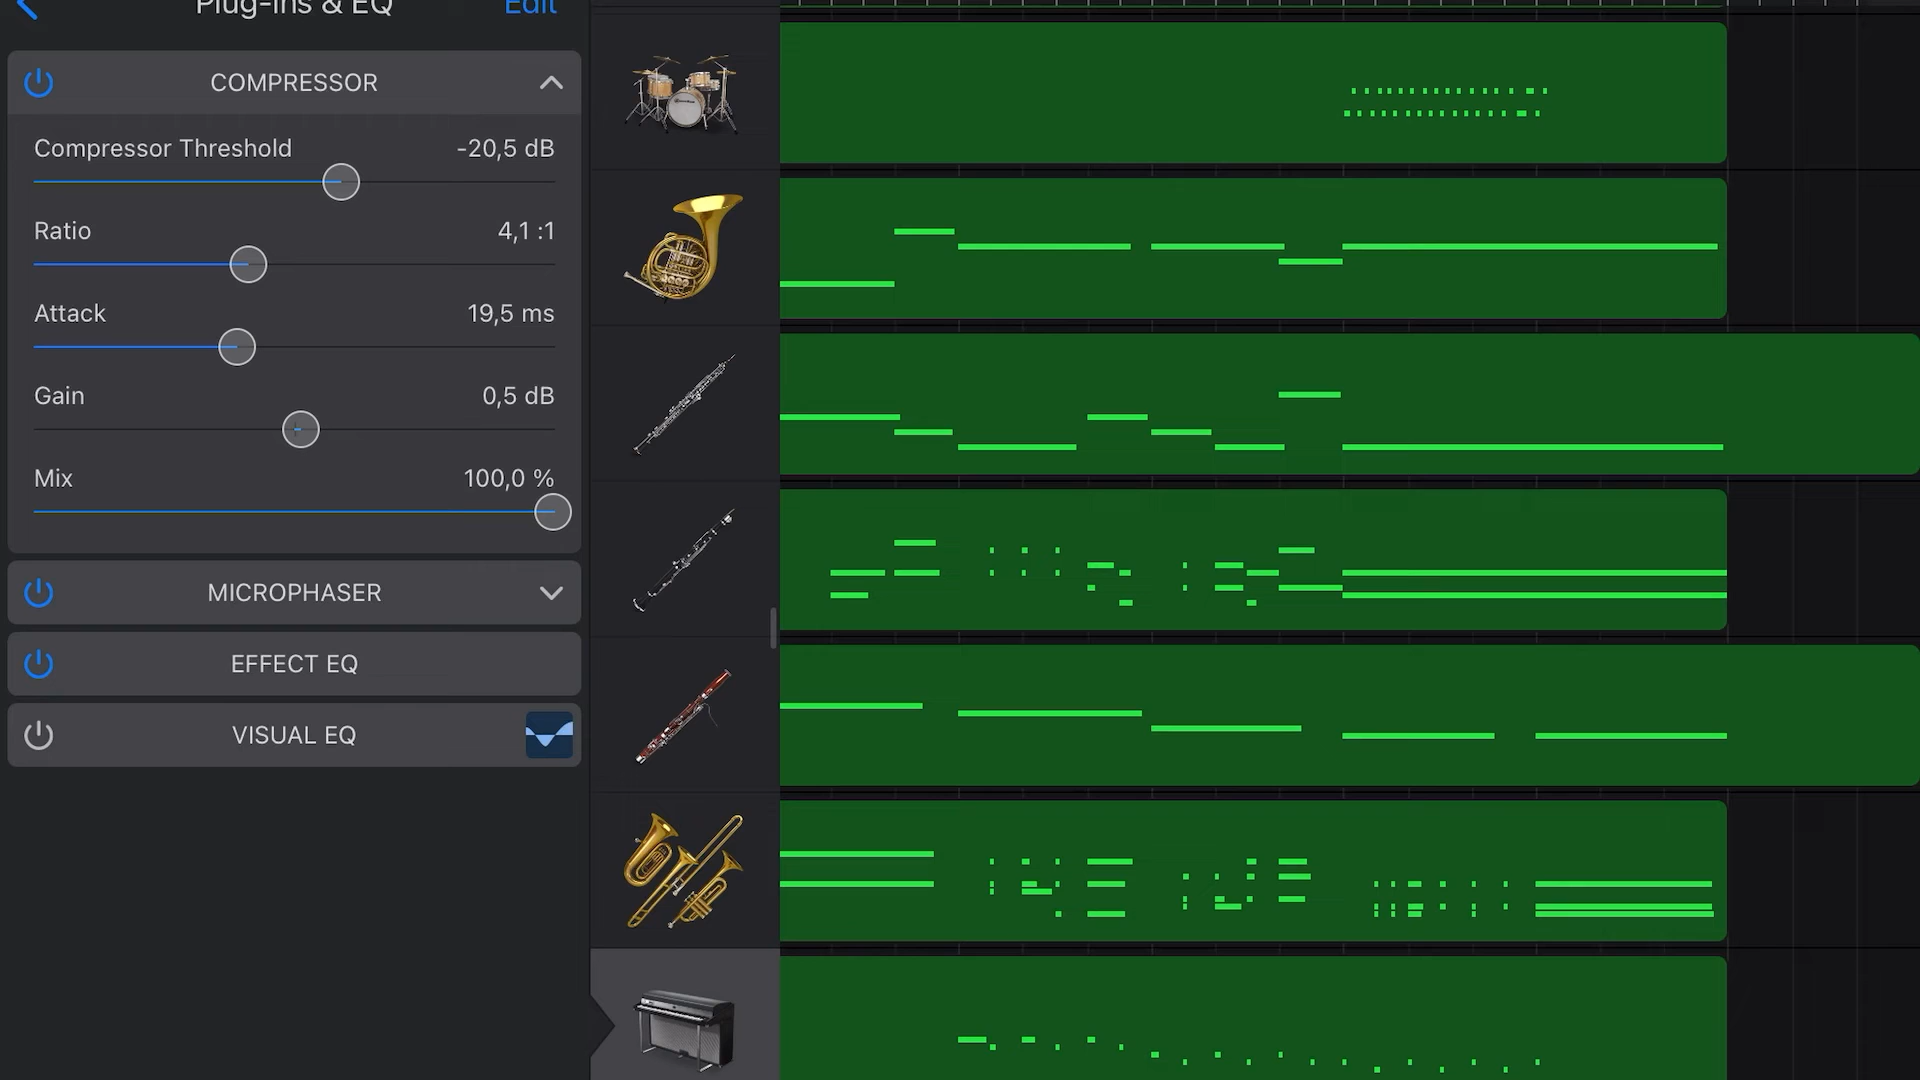 Plug-ins & EQ
Edit
COMPRESSOR
Compressor Threshold
-20,5 dB
Ratio
4,1 :1
Attack
19,5 ms
Gain
0,5 dB
Mix
100,0 %
MICROPHASER
EFFECT EQ
VISUAL EQ